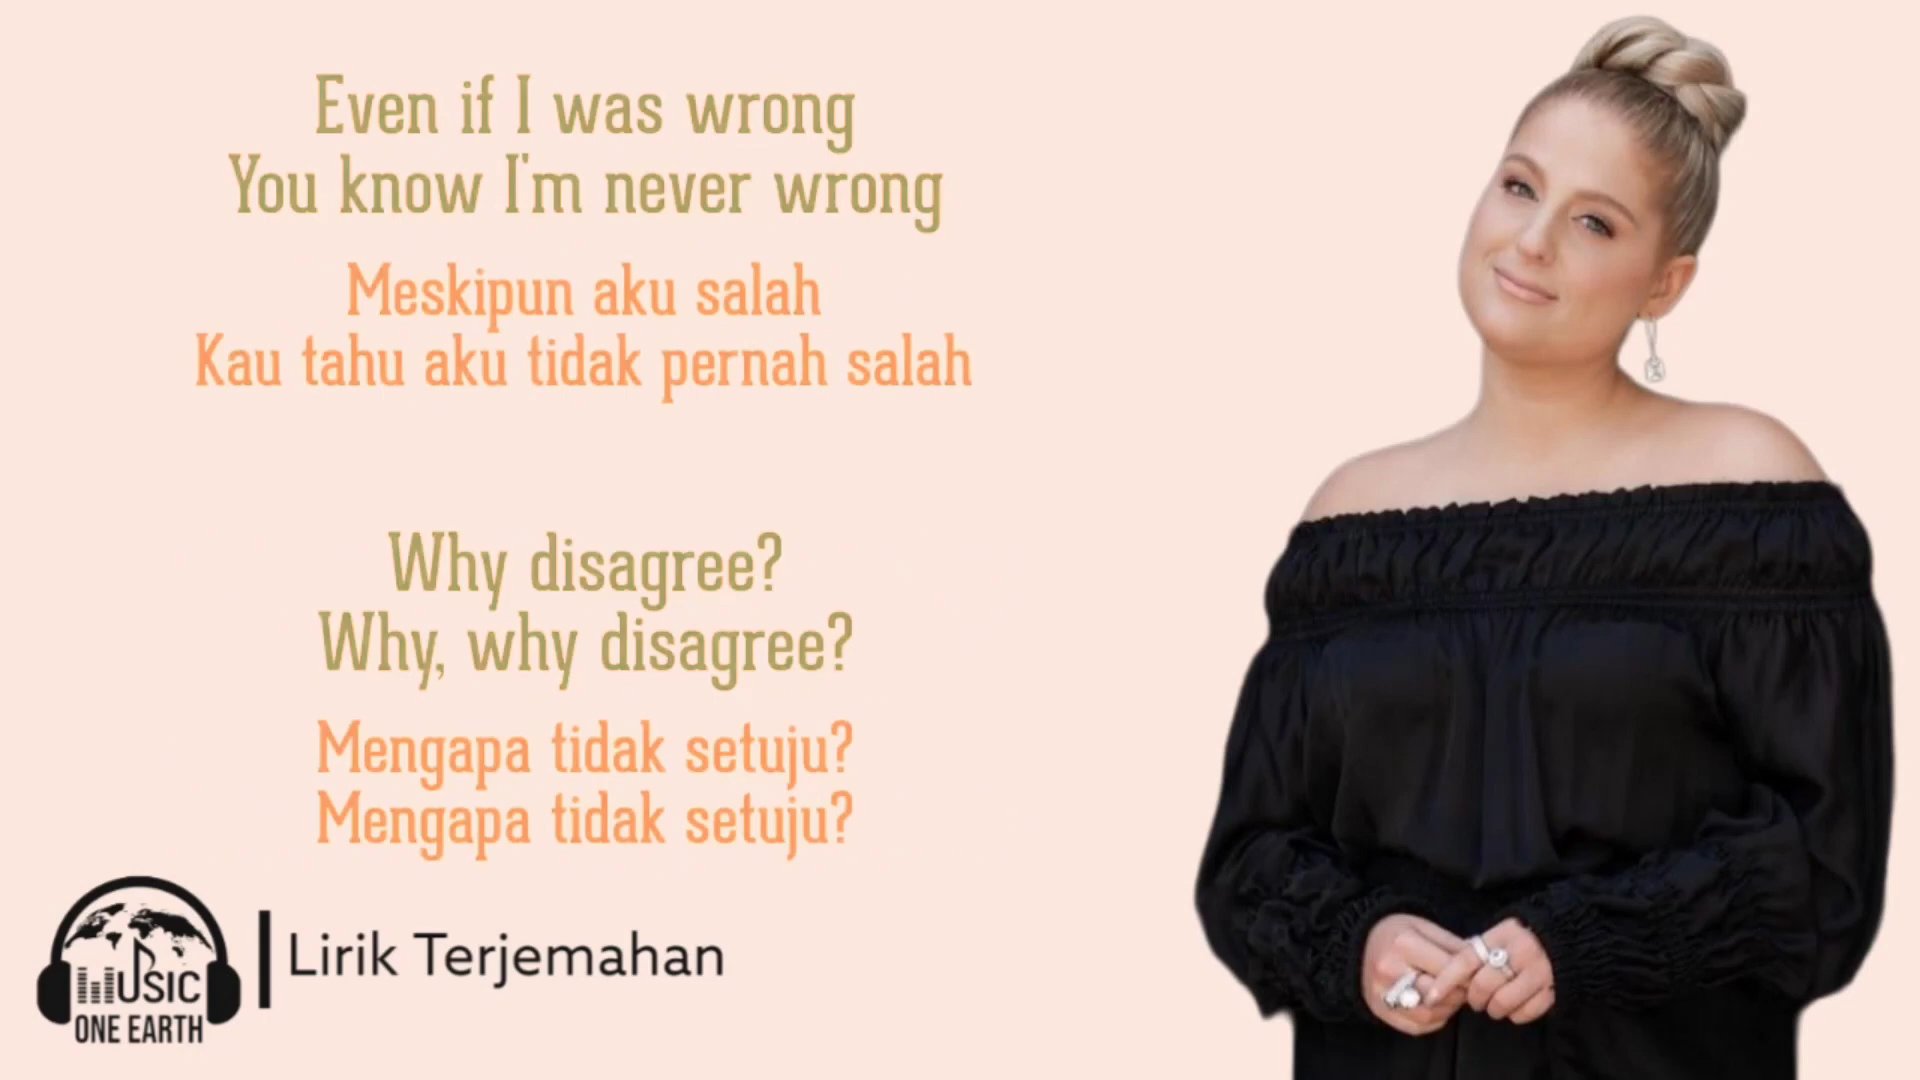 Even if I was wrong
You know I'm never wrong
Meskipun aku salah
Kau tahu aku tidak pernah salah
Why disagree?
Why, why disagree?
Mengapa tidak setuju?
Mengapa tidak setuju?
MUSIC
ONE EARTH
Lirik Terjemahan